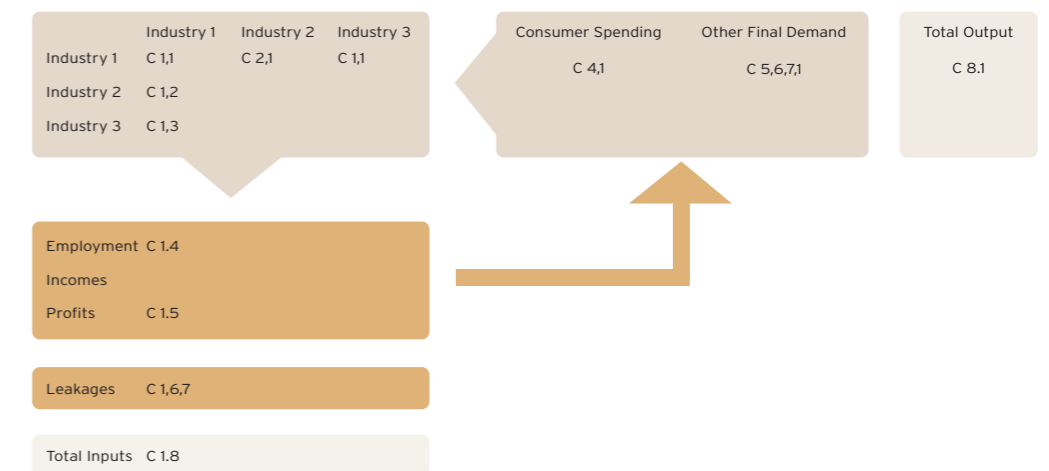 Industry 1 Industry 2 Industry 3
Industry 1 C 1,1 C 2,1 C 1,1
Industry 2 C 1,2
Industry 3 C 1,3
Consumer Spending Other Final Demand
C 4,1 C 5,6,7,1
Total Output
C 8.1
Employment C 1.4
Incomes
Profits C 1.5
Leakages C 1,6,7
Total Inputs C 1.8